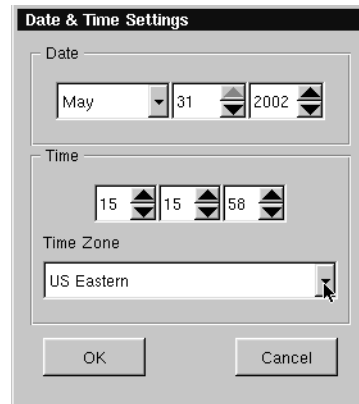 Date & Time Settings
Date
May 31 2002
Time
15 15 58
Time Zone
US Eastern
OK Cancel